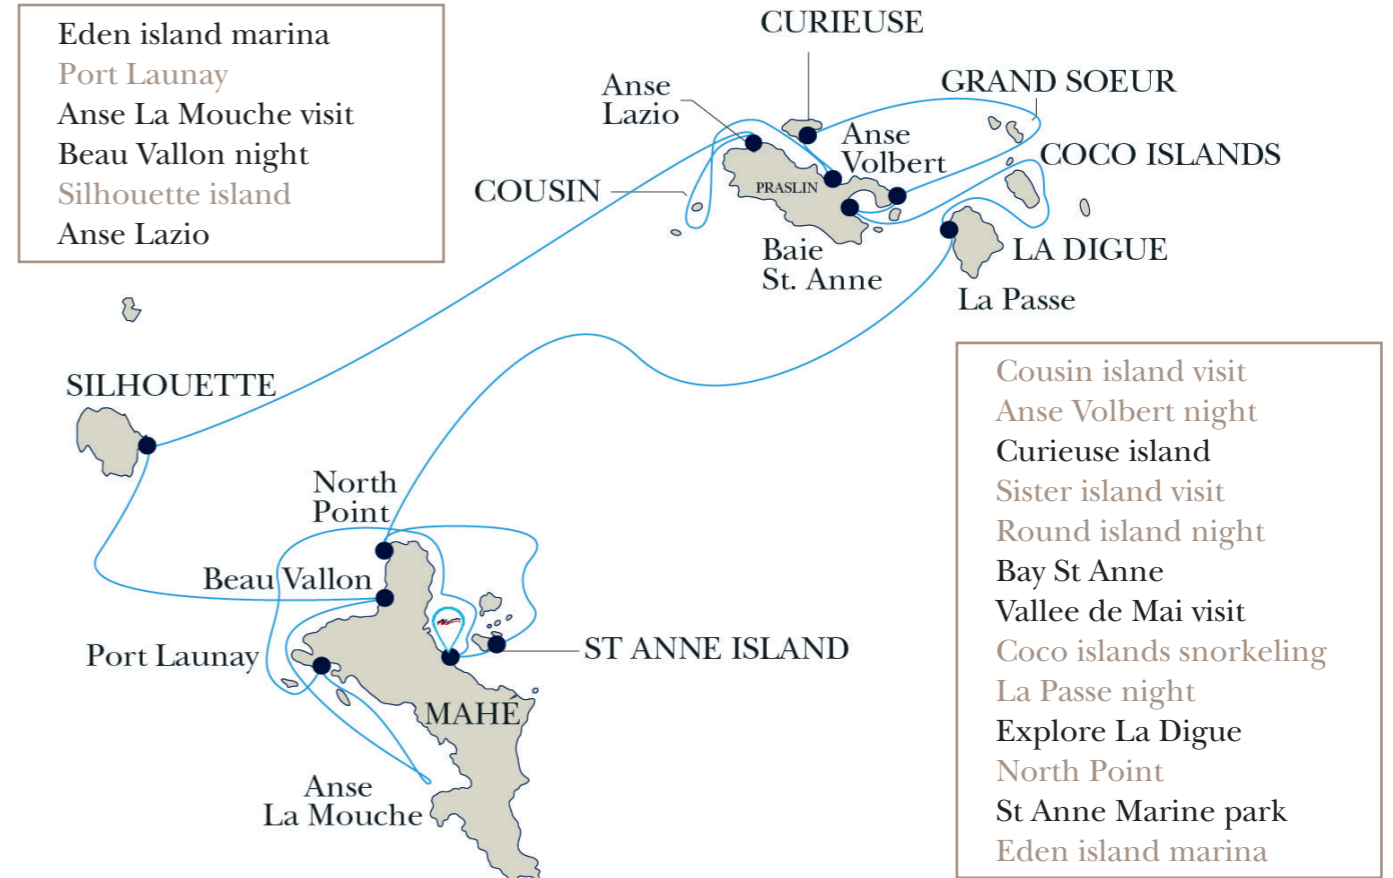 Eden island marina
Port Launay
Anse La Mouche visit
Beau Vallon night
Silhouette island
Anse Lazio
CURIEUSE
Anse
Lazio
GRAND SOEUR
Anse
Volbert
COCO ISLANDS
COUSIN
PRASLIN
Baie
St. Anne
LA DIGUE
La Passe
SILHOUETTE
North
Point
Beau Vallon
Port Launay
ST ANNE ISLAND
MAHÉ
Anse
La Mouche
Cousin island visit
Anse Volbert night
Curieuse island
Sister island visit
Round island night
Bay St Anne
Vallee de Mai visit
Coco islands snorkeling
La Passe night
Explore La Digue
North Point
St Anne Marine park
Eden island marina